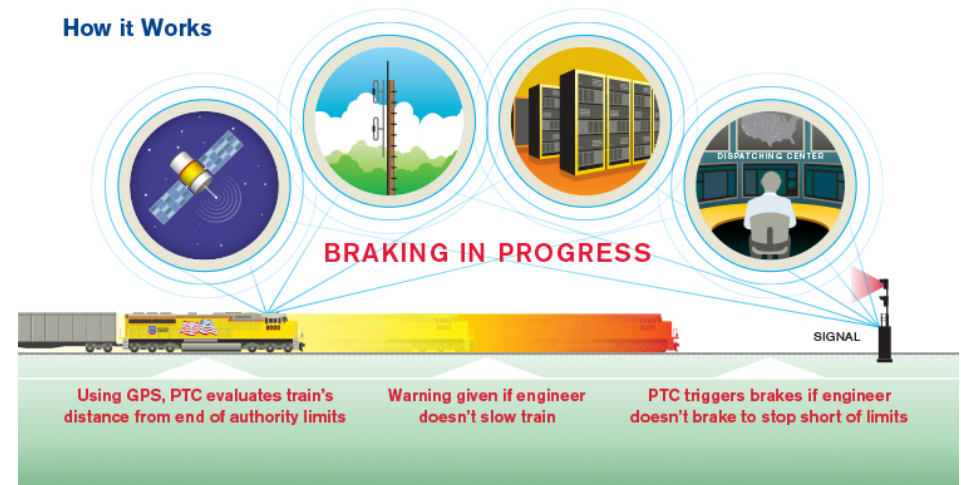 How it Works
DISPATCHING CENTER
BRAKING IN PROGRESS
8000
SIGNAL
Using GPS, PTC evaluates train's
distance from end of authority limits
Warning given if engineer
doesn't slow train
PTC triggers brakes if engineer
doesn't brake to stop short of limits